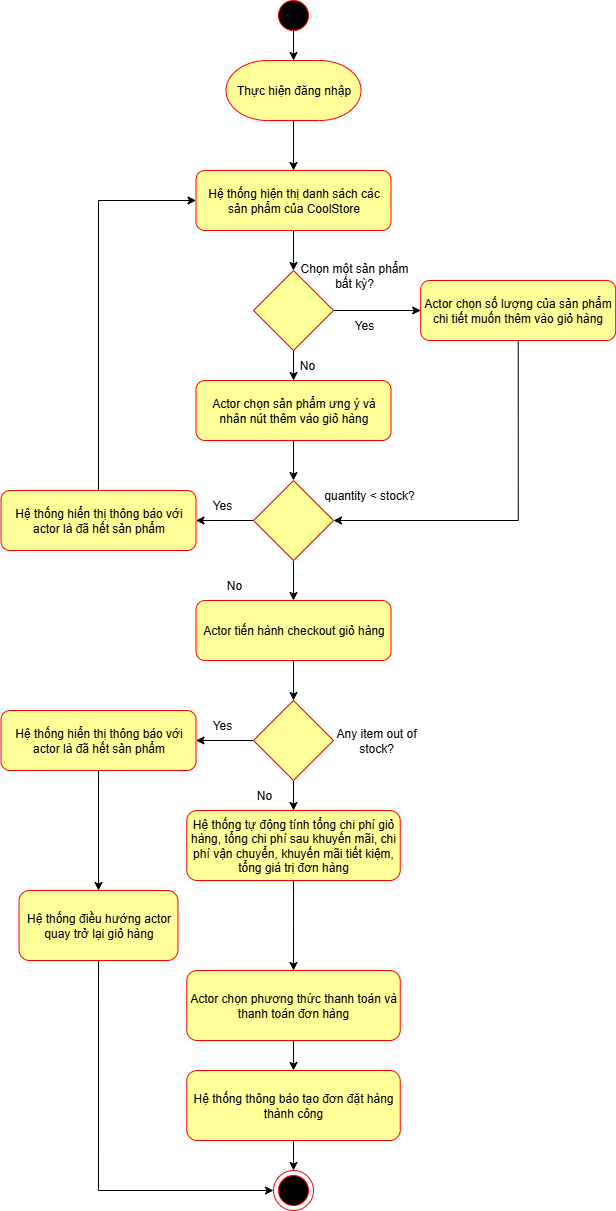 Thực hiện đăng nhập
Hệ thống hiện thị danh sách các
sản phẩm của CoolStore
Chọn một sản phẩm
bất kỳ?
Yes
Actor chọn số lượng của sản phẩm
chi tiết muốn thêm vào giỏ hàng
No
Actor chọn sản phẩm ưng ý và
nhân nút thêm vào giỏ hàng
quantity < stock?
Yes
Hệ thống hiển thị thông báo với
actor là đã hết sản phẩm
No
Actor tiến hành checkout giỏ hàng
Yes
Any item out of
stock?
Hệ thống hiển thị thông báo với
actor là đã hết sản phẩm
No
Hệ thống tự động tính tổng chi phí giỏ
hàng, tổng chi phí sau khuyến mãi, chi
phí vận chuyển, khuyến mãi tiết kiệm,
tổng giá trị đơn hàng
Hệ thống điều hướng actor
quay trở lại giỏ hàng
Actor chọn phương thức thanh toán và
thanh toán đơn hàng
Hệ thống thông báo tạo đơn đặt hàng
thành công